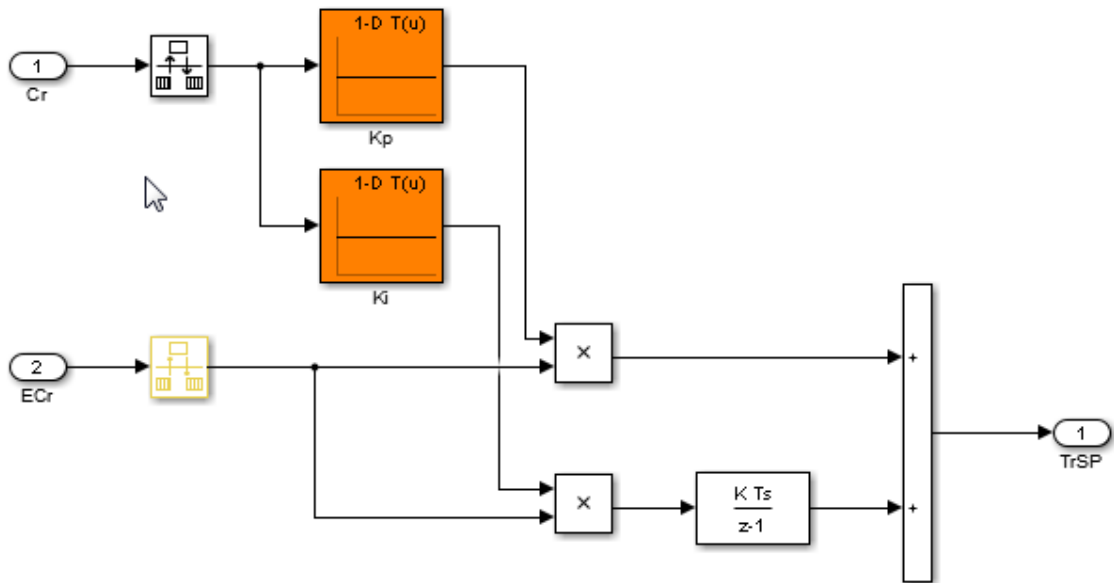 1
Cr
1-D T(u)
Kp
1-D T(u)
Ki
2
ECr
×
+
1
TrSP
×
K Ts
z-1
+